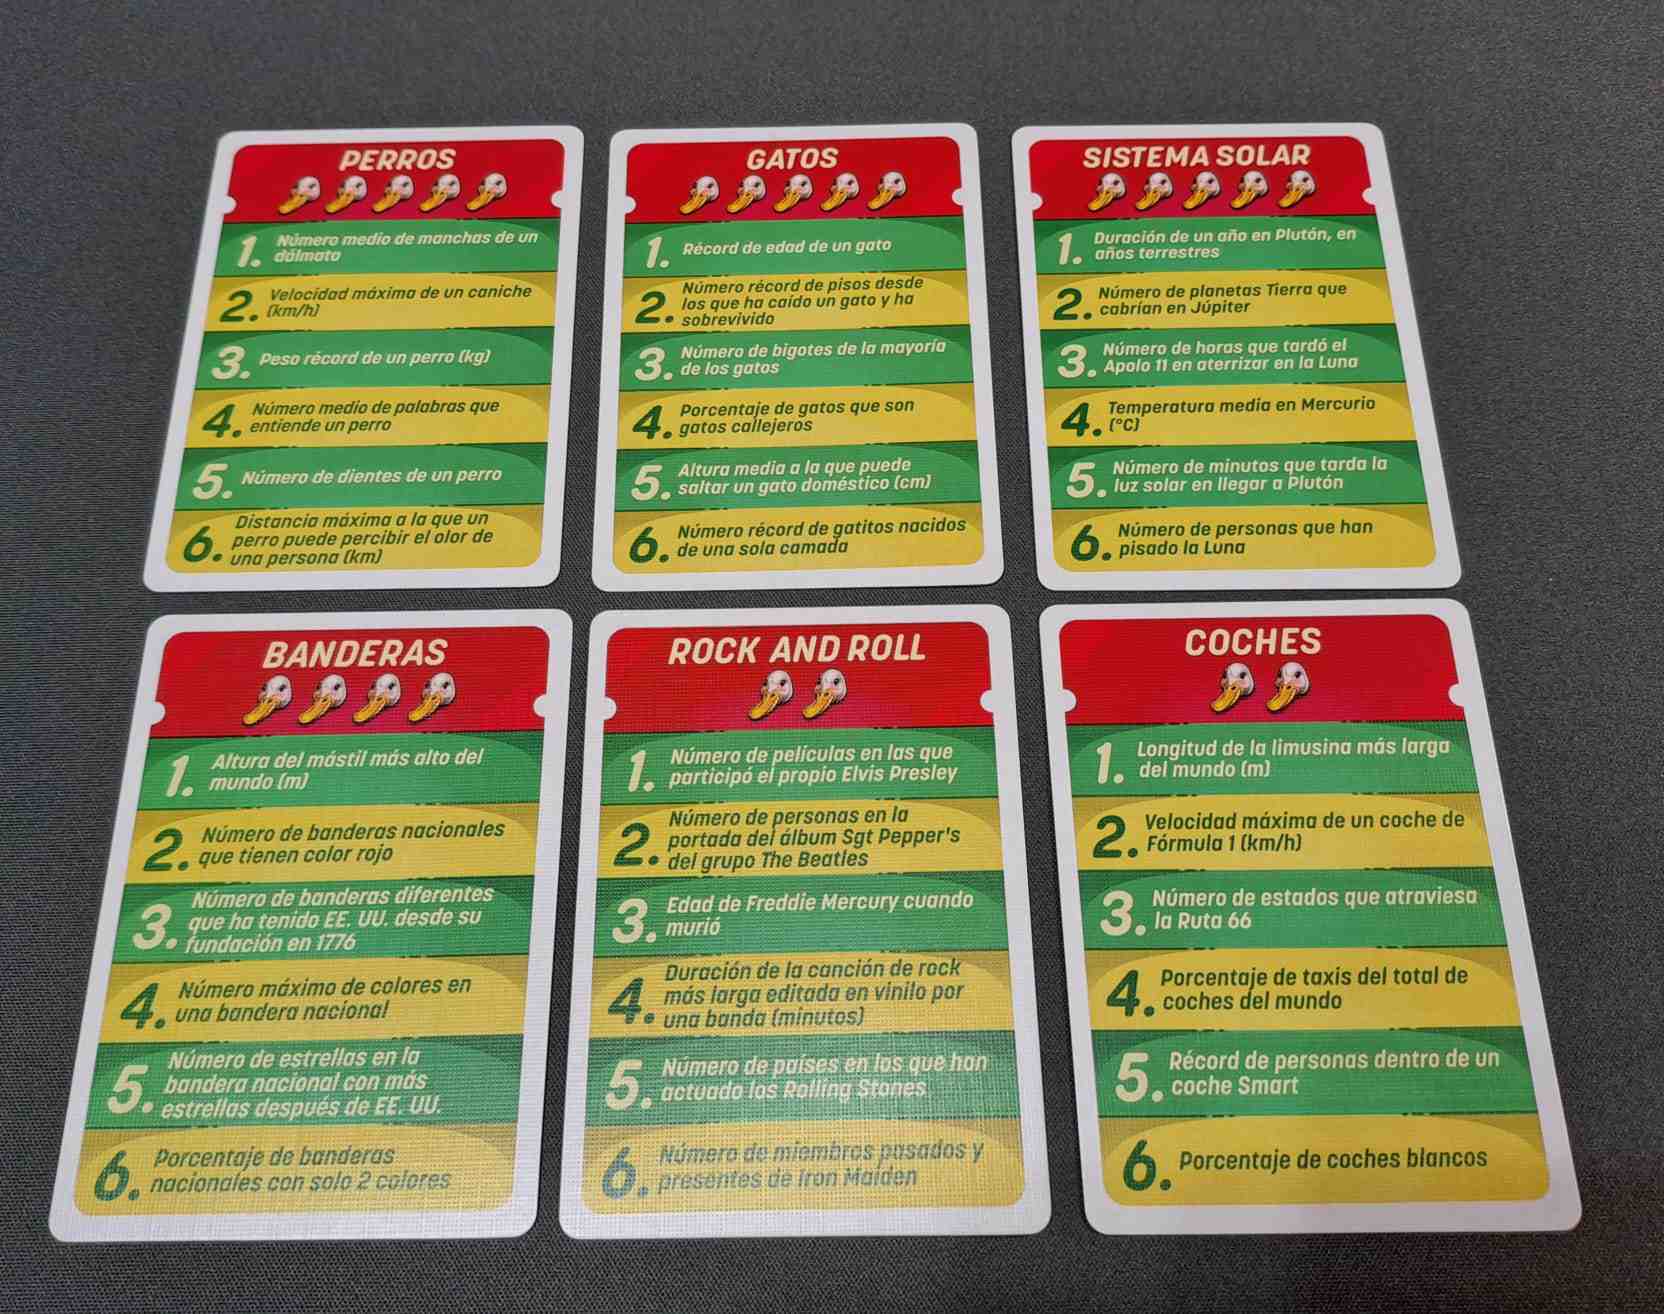 PERROS
1. Número medio de manchas de un
dálmata
2. Velocidad máxima de un caniche
(km/h)
3. Peso récord de un perro (kg)
4. Número medio de palabras que
entiende un perro
5. Número de dientes de un perro
6. Distancia máxima a la que un
perro puede percibir el olor de
una persona (km)
GATOS
1. Récord de edad de un gato
2. Número récord de pisos desde
los que ha caído un gato y ha
sobrevivido
3. Número de bigotes de la mayoría
de los gatos
4. Porcentaje de gatos que son
gatos callejeros
5. Altura media a la que puede
saltar un gato doméstico (cm)
6. Número récord de gatitos nacidos
de una sola camada
SISTEMA SOLAR
1. Duración de un año en Plutón, en
años terrestres
2. Número de planetas Tierra que
cabrían en Júpiter
3. Número de horas que tardó el
Apolo 11 en aterrizar en la Luna
4. Temperatura media en Mercurio
(°C)
5. Número de minutos que tarda la
luz solar en llegar a Plutón
6. Número de personas que han
pisado la Luna
BANDERAS
1. Altura del mástil más alto del
mundo (m)
2. Número de banderas nacionales
que tienen color rojo
3. Número de banderas diferentes
que ha tenido EE. UU. desde su
fundación en 1776
4. Número máximo de colores en
una bandera nacional
5. Número de estrellas en la
bandera nacional con más
estrellas después de EE. UU.
6. Porcentaje de banderas
nacionales con solo 2 colores
ROCK AND ROLL
1. Número de películas en las que
participó el propio Elvis Presley
2. Número de personas en la
portada del álbum Sgt Pepper's
del grupo The Beatles
3. Edad de Freddie Mercury cuando
murió
4. Duración de la canción de rock
más larga editada en vinilo por
una banda (minutos)
5. Número de países en los que han
actuado los Rolling Stones
6. Número de miembros pasados y
presentes de Iron Maiden
COCHES
1. Longitud de la limusina más larga
del mundo (m)
2. Velocidad máxima de un coche de
Fórmula 1 (km/h)
3. Número de estados que atraviesa
la Ruta 66
4. Porcentaje de taxis del total de
coches del mundo
5. Récord de personas dentro de un
coche Smart
6. Porcentaje de coches blancos